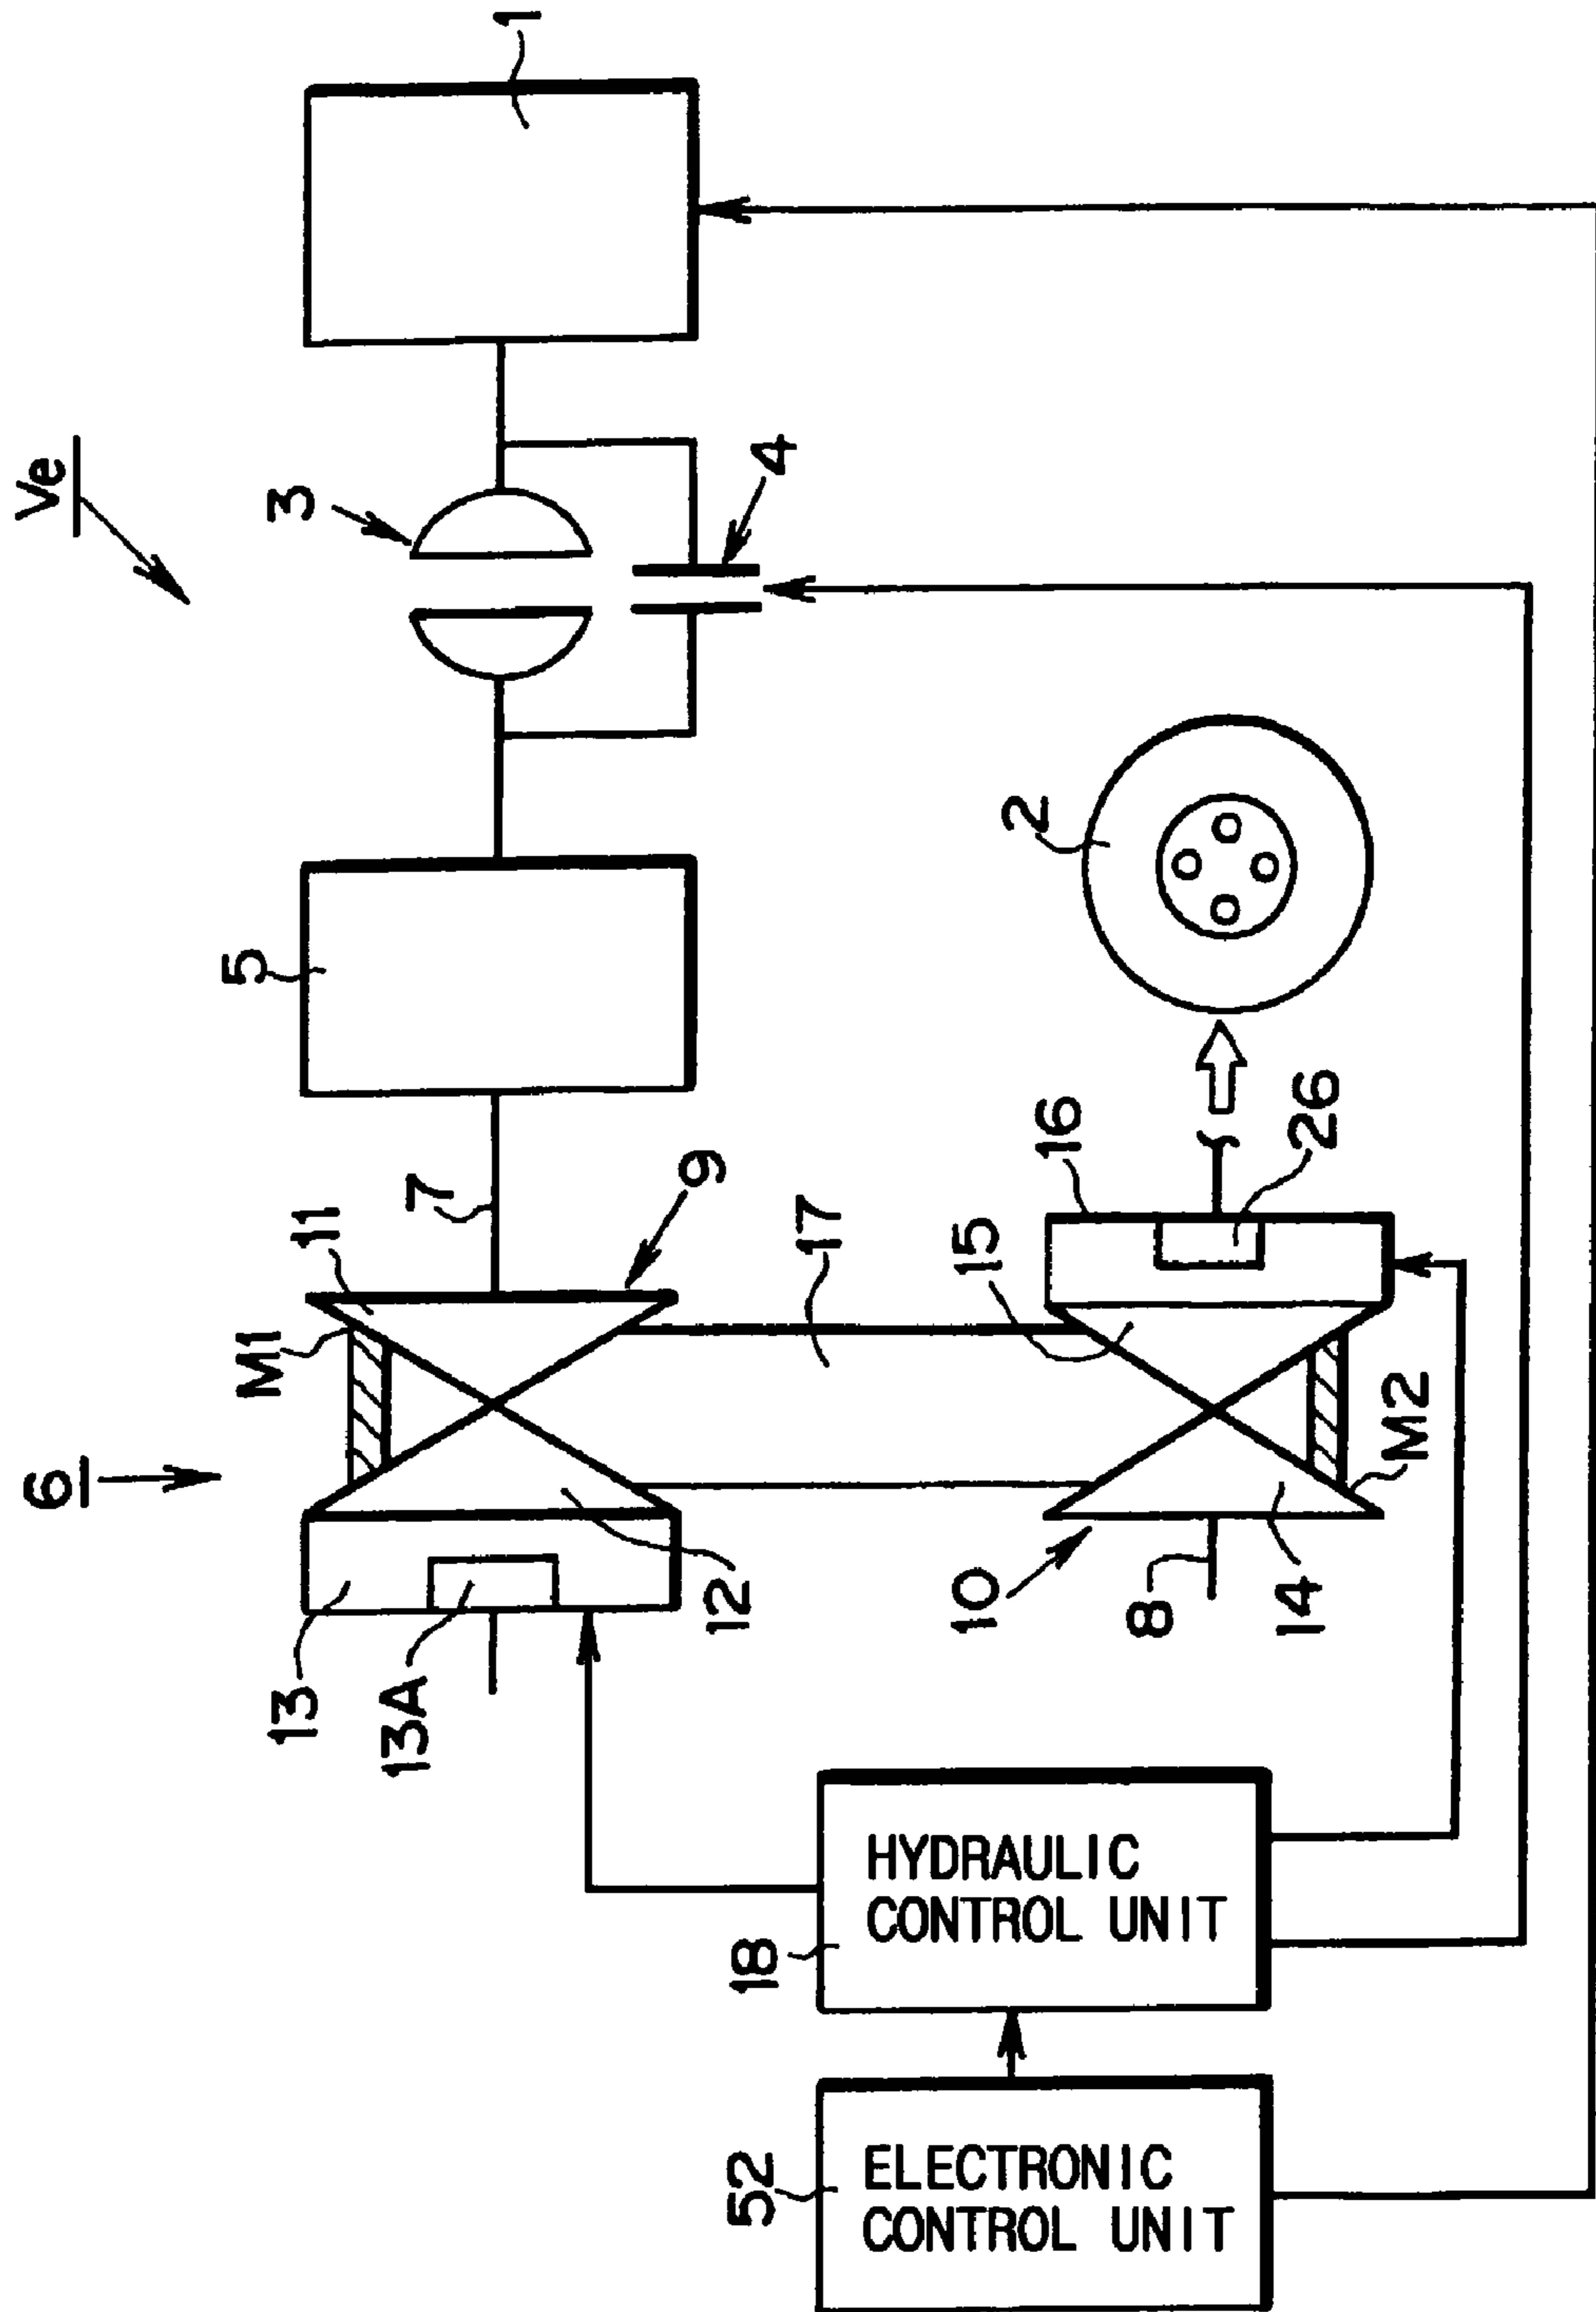 Ve
1
3
4
5
2
6
M1
11
7
9
17
16
26
15
13
13A
12
10
8
14
M2
18
HYDRAULIC
CONTROL UNIT
52
ELECTRONIC
CONTROL UNIT